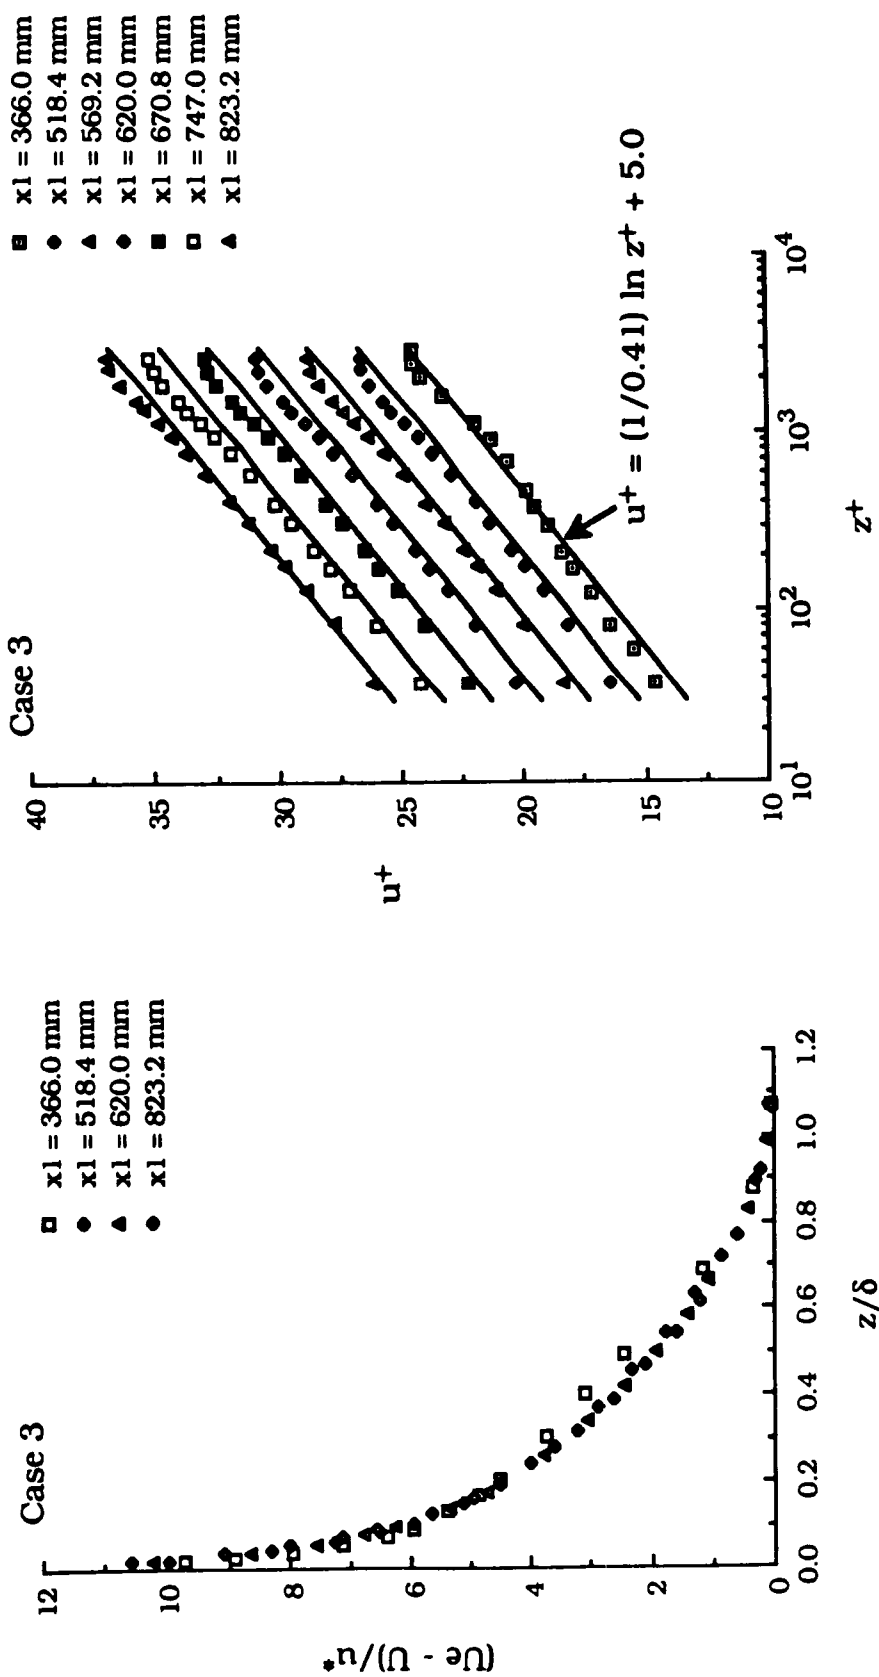 Case 3
x1 = 366.0 mm
x1 = 518.4 mm
x1 = 620.0 mm
x1 = 823.2 mm
(Ue - U)/u*
12
10
8
6
4
2
0
0.0
0.2
0.4
0.6
0.8
1.0
1.2
z/δ
Case 3
x1 = 366.0 mm
x1 = 518.4 mm
x1 = 569.2 mm
x1 = 620.0 mm
x1 = 670.8 mm
x1 = 747.0 mm
x1 = 823.2 mm
u⁺
40
35
30
25
20
15
10
10¹
10²
10³
10⁴
z⁺
u⁺ = (1/0.41) ln z⁺ + 5.0